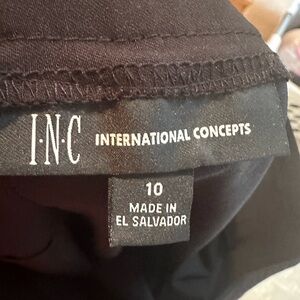 I·N·C INTERNATIONAL CONCEPTS
10
MADE IN
EL SALVADOR